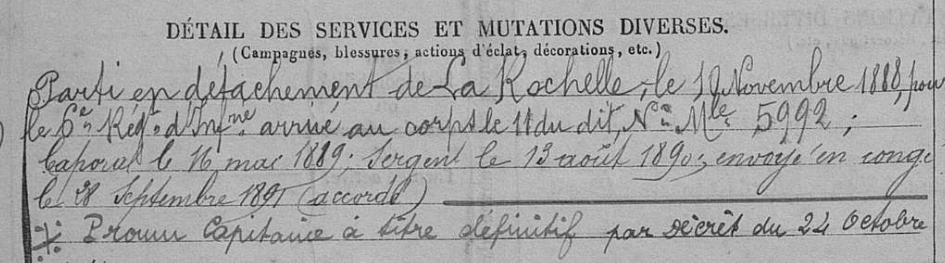 DÉTAIL DES SERVICES ET MUTATIONS DIVERSES.
(Campagnes, blessures, actions d'éclat, décorations, etc.)
Parti en détachement de La Rochelle, le 10 Novembre 1888, pour
le 6e Régt d'Infrie arrivé au corps le 11 du dit, No Mle 5992 ;
Caporal le 16 mai 1889 ; Sergent le 13 août 1890 ; envoyé en congé
le 28 Septembre 1891 (accordé)
Promu Capitaine à titre définitif par Décrèt du 24 Octobre